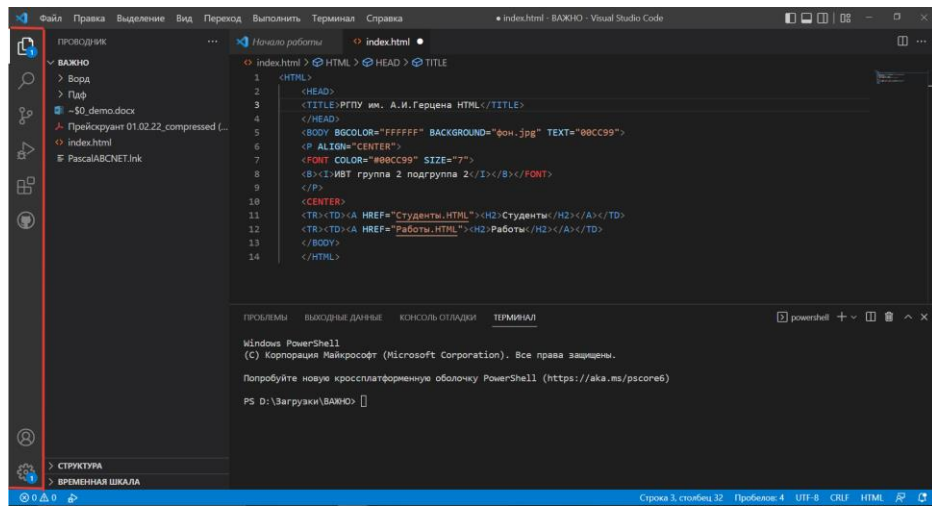 Файл Правка Выделение Вид Переход Выполнить Терминал Справка
● index.html - ВАЖНО - Visual Studio Code
ПРОВОДНИК ...
Начало работы
index.html ●
ВАЖНО
Ворд
Пдф
~$0_demo.docx
Прейскруант 01.02.22_compressed (...
index.html
PascalABCNET.lnk
СТРУКТУРА
ВРЕМЕННАЯ ШКАЛА
index.html > HTML > HEAD > TITLE
1 <HTML>
2 <HEAD>
3 <TITLE>РГПУ им. А.И.Герцена HTML</TITLE>
4 </HEAD>
5 <BODY BGCOLOR="FFFFFF" BACKGROUND="фон.jpg" TEXT="00CC99">
6 <P ALIGN="CENTER">
7 <FONT COLOR="#00CC99" SIZE="7">
8 <B><I>ИВТ группа 2 подгруппа 2</I></B></FONT>
9 </P>
10 <CENTER>
11 <TR><TD><A HREF="Студенты.HTML"><H2>Студенты</H2></A></TD>
12 <TR><TD><A HREF="Работы.HTML"><H2>Работы</H2></A></TD>
13 </BODY>
14 </HTML>
ПРОБЛЕМЫ ВЫХОДНЫЕ ДАННЫЕ КОНСОЛЬ ОТЛАДКИ ТЕРМИНАЛ
powershell
Windows PowerShell
(C) Корпорация Майкрософт (Microsoft Corporation). Все права защищены.
Попробуйте новую кроссплатформенную оболочку PowerShell (https://aka.ms/pscore6)
PS D:\Загрузки\ВАЖНО>
1
1
0 0
Строка 3, столбец 32 Пробелов: 4 UTF-8 CRLF HTML